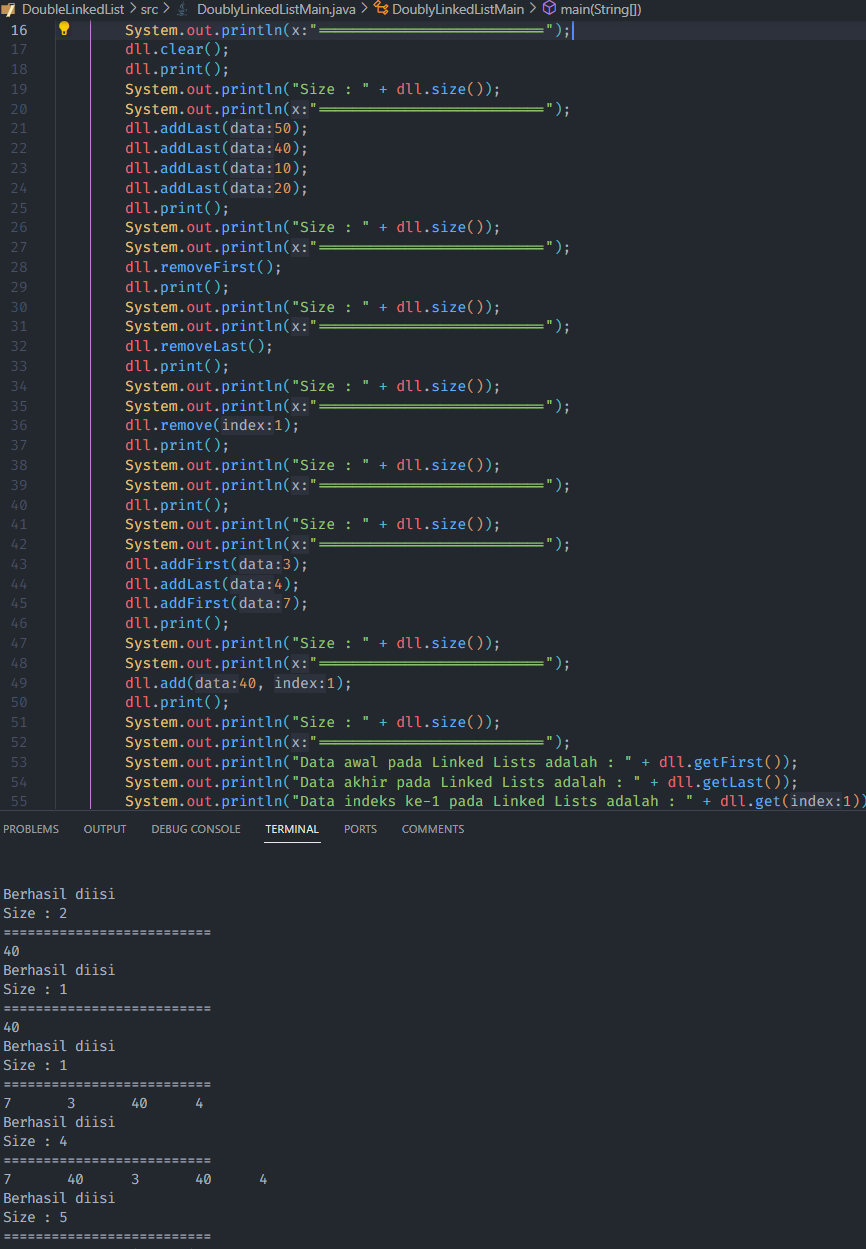 DoubleLinkedList > src > DoublyLinkedListMain.java > DoublyLinkedListMain > main(String[])
16 System.out.println(x:"==========================");
17 dll.clear();
18 dll.print();
19 System.out.println("Size : " + dll.size());
20 System.out.println(x:"==========================");
21 dll.addLast(data:50);
22 dll.addLast(data:40);
23 dll.addLast(data:10);
24 dll.addLast(data:20);
25 dll.print();
26 System.out.println("Size : " + dll.size());
27 System.out.println(x:"==========================");
28 dll.removeFirst();
29 dll.print();
30 System.out.println("Size : " + dll.size());
31 System.out.println(x:"==========================");
32 dll.removeLast();
33 dll.print();
34 System.out.println("Size : " + dll.size());
35 System.out.println(x:"==========================");
36 dll.remove(index:1);
37 dll.print();
38 System.out.println("Size : " + dll.size());
39 System.out.println(x:"==========================");
40 dll.print();
41 System.out.println("Size : " + dll.size());
42 System.out.println(x:"==========================");
43 dll.addFirst(data:3);
44 dll.addLast(data:4);
45 dll.addFirst(data:7);
46 dll.print();
47 System.out.println("Size : " + dll.size());
48 System.out.println(x:"==========================");
49 dll.add(data:40, index:1);
50 dll.print();
51 System.out.println("Size : " + dll.size());
52 System.out.println(x:"==========================");
53 System.out.println("Data awal pada Linked Lists adalah : " + dll.getFirst());
54 System.out.println("Data akhir pada Linked Lists adalah : " + dll.getLast());
55 System.out.println("Data indeks ke-1 pada Linked Lists adalah : " + dll.get(index:1))
PROBLEMS OUTPUT DEBUG CONSOLE TERMINAL PORTS COMMENTS
Berhasil diisi
Size : 2
==========================
40
Berhasil diisi
Size : 1
==========================
40
Berhasil diisi
Size : 1
==========================
7 3 40 4
Berhasil diisi
Size : 4
==========================
7 40 3 40 4
Berhasil diisi
Size : 5
==========================